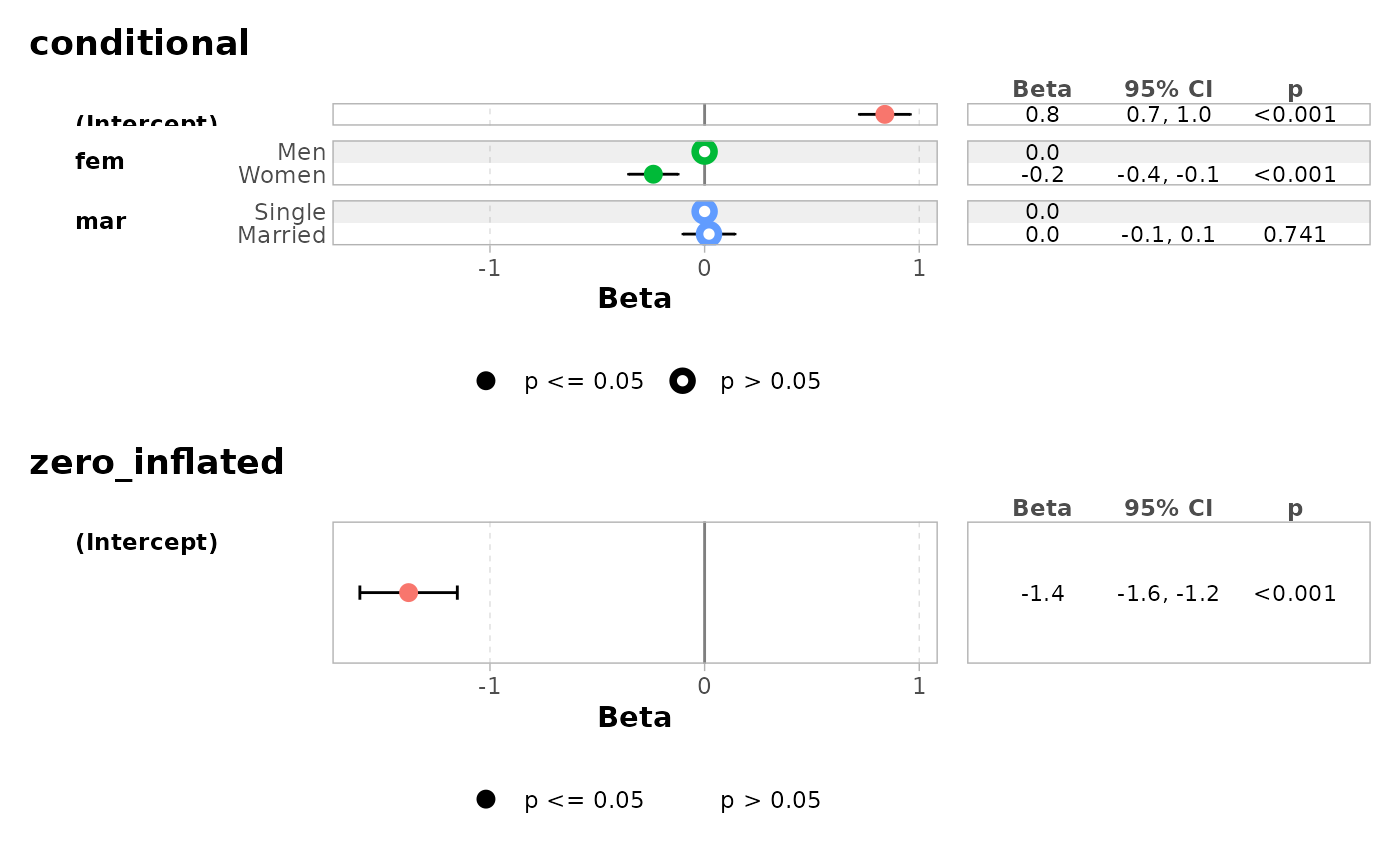 conditional
Beta 95% CI p
(Intercept) 0.8 0.7, 1.0 <0.001
fem Men 0.0
Women -0.2 -0.4, -0.1 <0.001
mar Single 0.0
Married 0.0 -0.1, 0.1 0.741
-1 0 1
Beta
p <= 0.05 p > 0.05
zero_inflated
Beta 95% CI p
(Intercept)
-1.4 -1.6, -1.2 <0.001
-1 0 1
Beta
p <= 0.05 p > 0.05